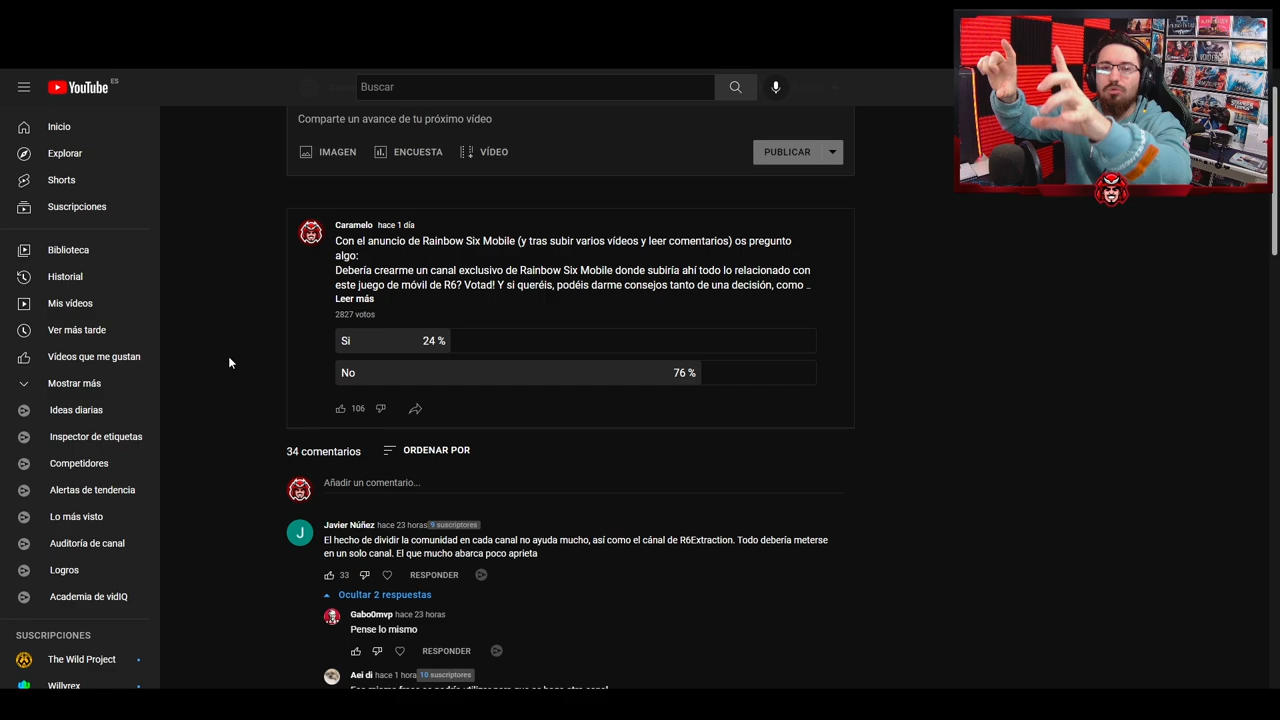 YouTube ES
Buscar
Inicio
Explorar
Shorts
Suscripciones
Biblioteca
Historial
Mis vídeos
Ver más tarde
Vídeos que me gustan
Mostrar más
Ideas diarias
Inspector de etiquetas
Competidores
Alertas de tendencia
Lo más visto
Auditoría de canal
Logros
Academia de vidIQ
SUSCRIPCIONES
The Wild Project
Willyrex
Comparte un avance de tu próximo vídeo
IMAGEN ENCUESTA VÍDEO PUBLICAR
Caramelo hace 1 día
Con el anuncio de Rainbow Six Mobile (y tras subir varios vídeos y leer comentarios) os pregunto
algo:
Debería crearme un canal exclusivo de Rainbow Six Mobile donde subiría ahí todo lo relacionado con
este juego de móvil de R6? Votad! Y si queréis, podéis darme consejos tanto de una decisión, como ...
Leer más
2827 votos
Si 24 %
No 76 %
106
34 comentarios ORDENAR POR
Añadir un comentario...
J
Javier Núñez hace 23 horas 9 suscriptores
El hecho de dividir la comunidad en cada canal no ayuda mucho, así como el cánal de R6Extraction. Todo debería meterse
en un solo canal. El que mucho abarca poco aprieta
33 RESPONDER
Ocultar 2 respuestas
Gabo0mvp hace 23 horas
Pense lo mismo
RESPONDER
Aei di hace 1 hora 10 suscriptores